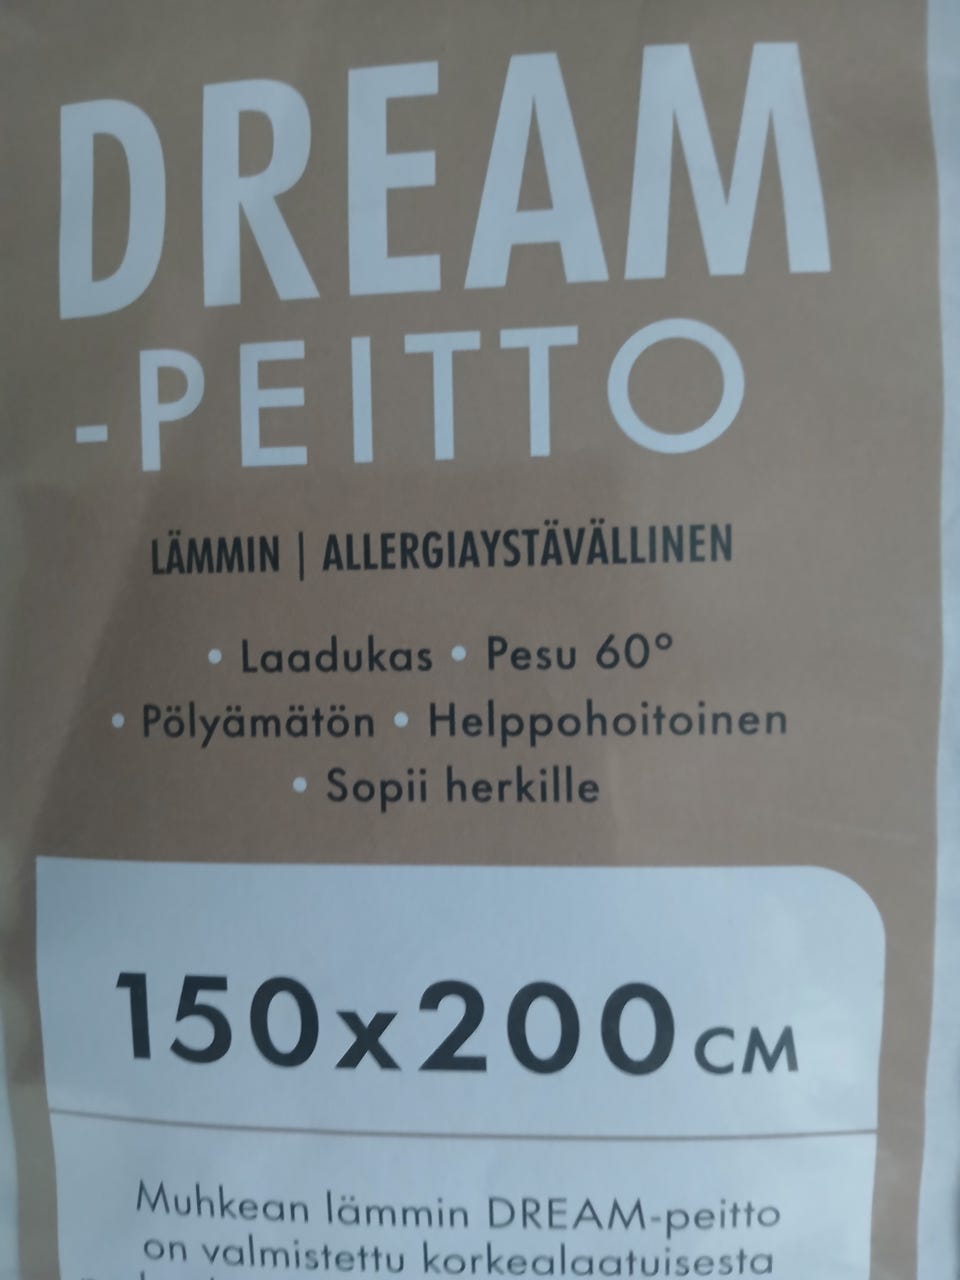 DREAM
-PEITTO
LÄMMIN | ALLERGIAYSTÄVÄLLINEN
• Laadukas • Pesu 60°
• Pölyämätön • Helppohoitoinen
• Sopii herkille
150x200 CM
Muhkean lämmin DREAM-peitto
on valmistettu korkealaatuisesta